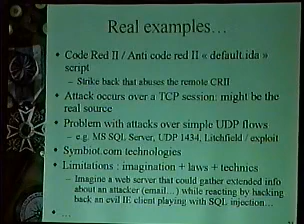 Real examples…
• Code Red II / Anti code red II « default.ida »
script
– Strike back that abuses the remote CRII
• Attack occurs over a TCP session: might be the
real source
• Problem with attacks over simple UDP flows
– e.g. MS SQL Server, UDP 1434, Litchfield / exploit
• Symbiot.com technologies
• Limitations : imagination + laws + technics
– Imagine a web server that could gather extended info
about an attacker (email…) while reacting by hacking
back an evil IE client playing with SQL injection…
• …